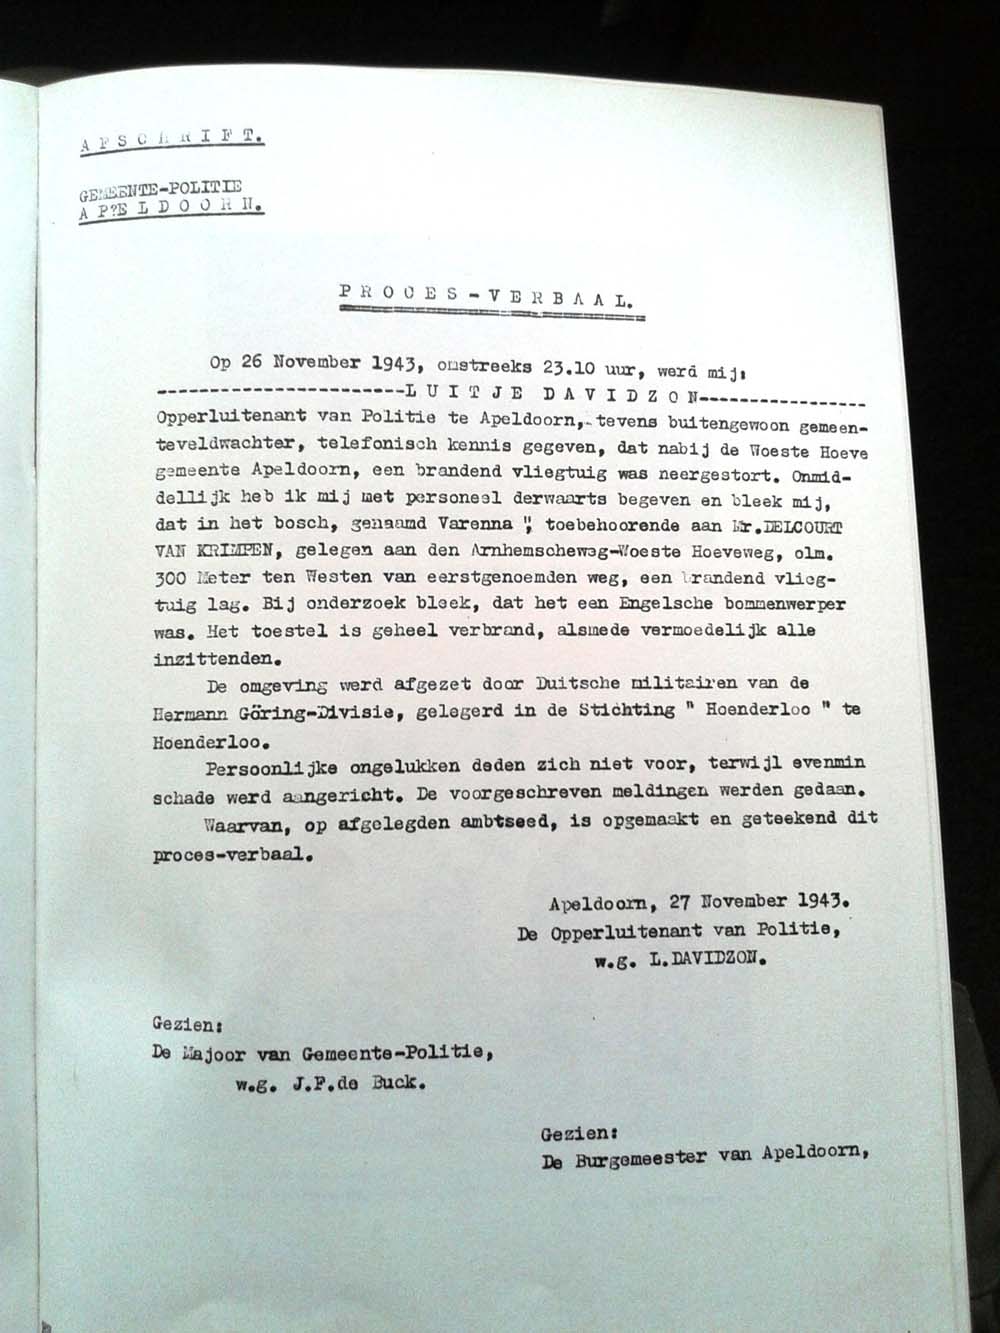 A F S C H R I F T.
GEMEENTE-POLITIE
A P?E L D O O R N.
P R O C E S - V E R B A A L.
Op 26 November 1943, omstreeks 23.10 uur, werd mij:
------------------------L U I T J E D A V I D Z O N----------------
Opperluitenant van Politie te Apeldoorn,-tevens buitengewoon gemeen-
teveldwachter, telefonisch kennis gegeven, dat nabij de Woeste Hoeve
gemeente Apeldoorn, een brandend vliegtuig was neergestort. Onmid-
dellijk heb ik mij met personeel derwaarts begeven en bleek mij,
dat in het bosch, genaamd Varenna ", toebehoorende aan Mr.DELCOURT
VAN KRIMPEN, gelegen aan den Arnhemscheweg-Woeste Hoeveweg, olm.
300 Meter ten Westen van eerstgenoemden weg, een brandend vlieg-
tuig lag. Bij onderzoek bleek, dat het een Engelsche bommenwerper
was. Het toestel is geheel verbrand, alsmede vermoedelijk alle
inzittenden.
De omgeving werd afgezet door Duitsche militairen van de
Hermann Göring-Divisie, gelegerd in de Stichting " Hoenderloo " te
Hoenderloo.
Persoonlijke ongelukken deden zich niet voor, terwijl evenmin
schade werd aangericht. De voorgeschreven meldingen werden gedaan.
Waarvan, op afgelegden ambtseed, is opgemaakt en geteekend dit
proces-verbaal.
Apeldoorn, 27 November 1943.
De Opperluitenant van Politie,
w.g. L.DAVIDZON.
Gezien:
De Majoor van Gemeente-Politie,
w.g. J.F.de Buck.
Gezien:
De Burgemeester van Apeldoorn,